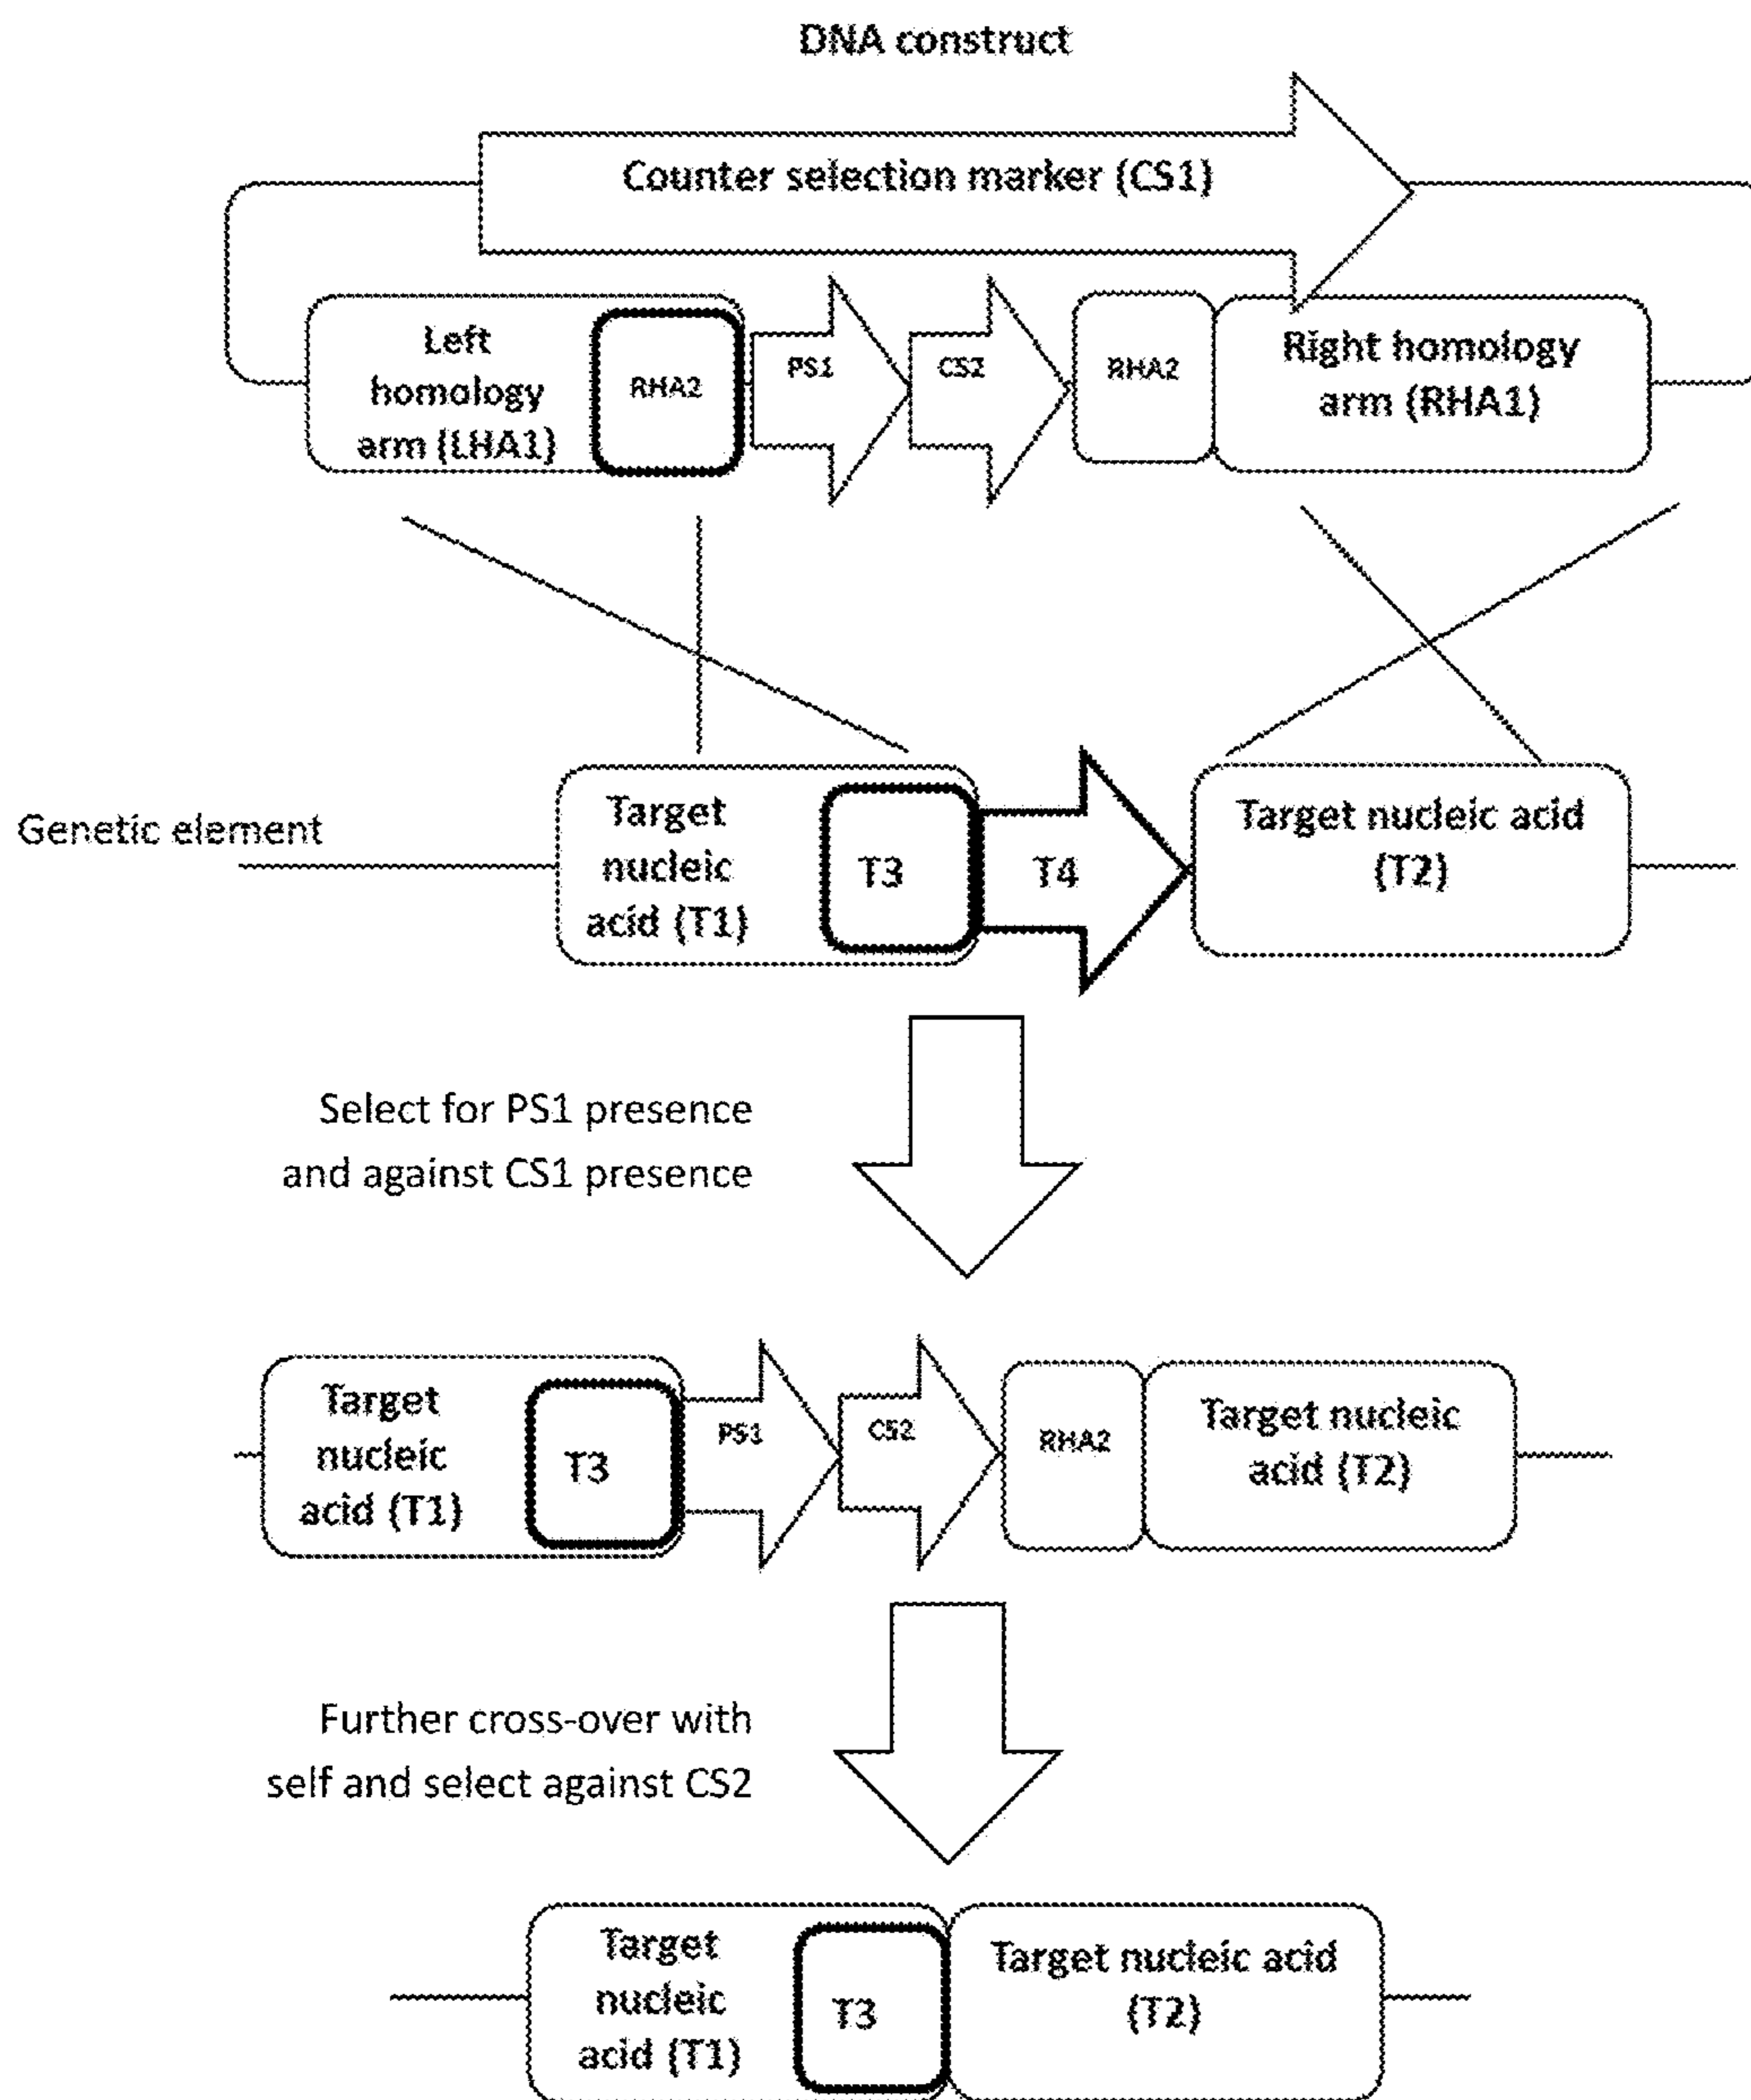 DNA construct
Counter selection marker (CS1)
Left
homology
arm (LHA1)
RHA2
PS1
CS2
RHA2
Right homology
arm (RHA1)
Genetic element
Target
nucleic
acid (T1)
T3
T4
Target nucleic acid
(T2)
Select for PS1 presence
and against CS1 presence
Target
nucleic
acid (T1)
T3
PS1
CS2
RHA2
Target nucleic
acid (T2)
Further cross-over with
self and select against CS2
Target
nucleic
acid (T1)
T3
Target nucleic acid
(T2)